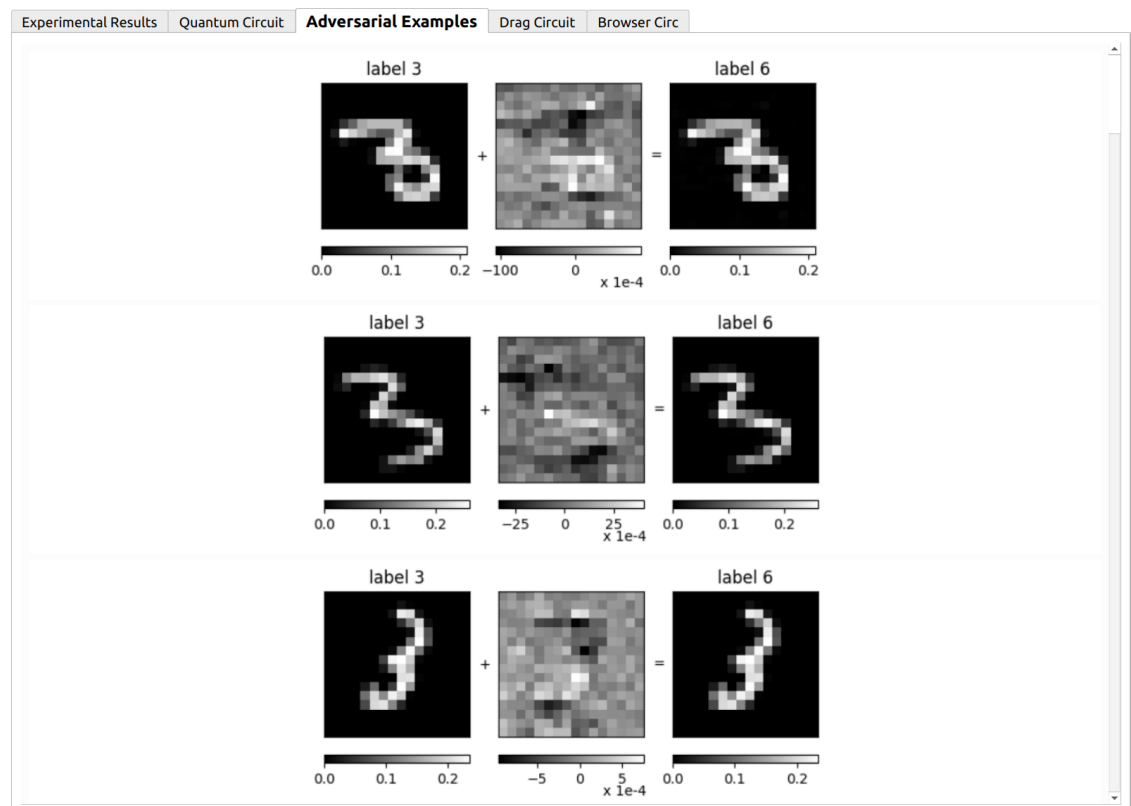 Experimental Results Quantum Circuit Adversarial Examples Drag Circuit Browser Circ
label 3 label 6
+ =
0.0 0.1 0.2 −100 0 0.0 0.1 0.2
x 1e-4
label 3 label 6
+ =
0.0 0.1 0.2 −25 0 25 0.0 0.1 0.2
x 1e-4
label 3 label 6
+ =
0.0 0.1 0.2 −5 0 5 0.0 0.1 0.2
x 1e-4